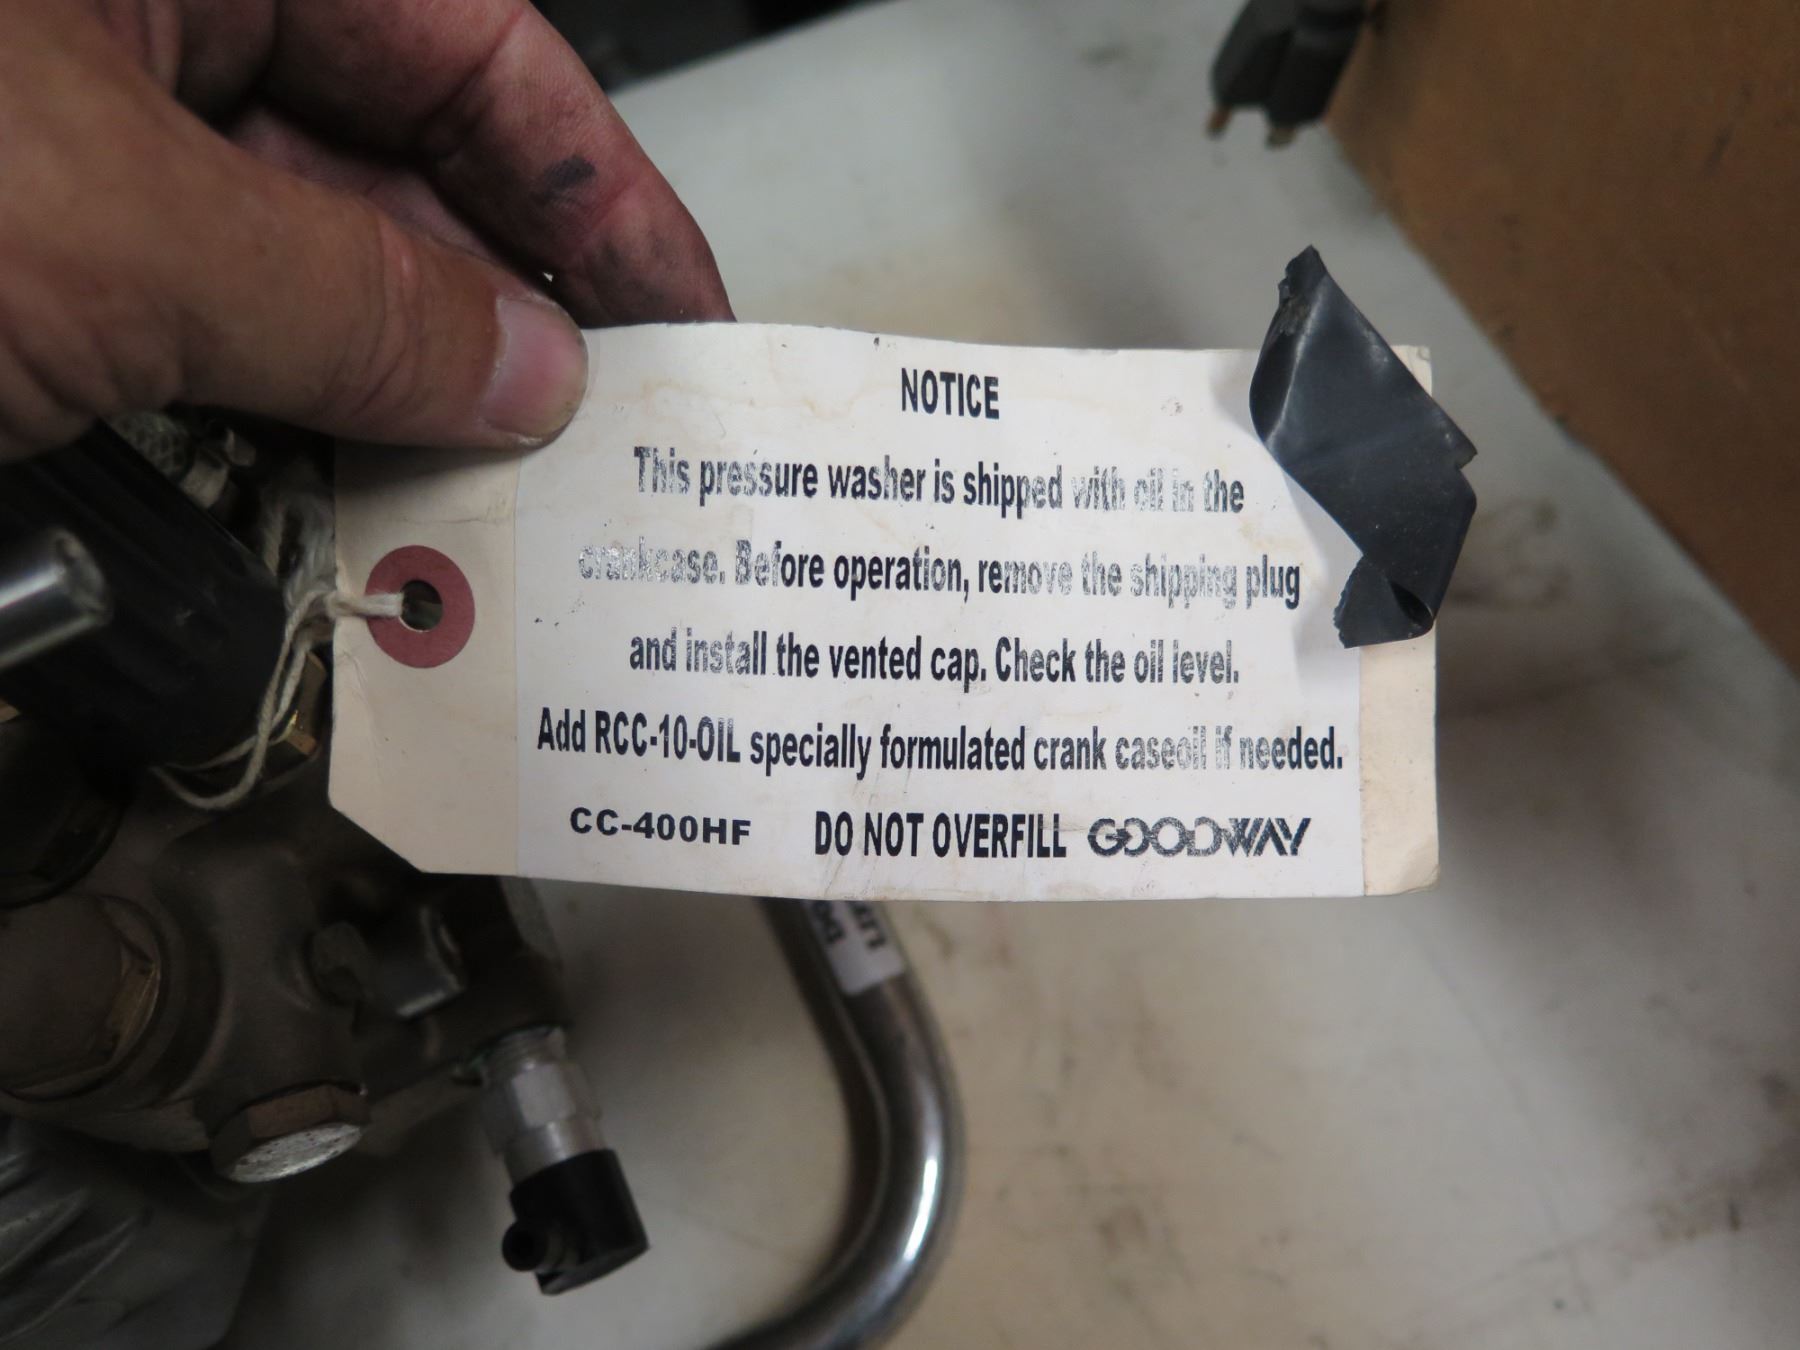 NOTICE
This pressure washer is shipped with oil in the
crankcase. Before operation, remove the shipping plug
and install the vented cap. Check the oil level.
Add RCC-10-OIL specially formulated crank caseoil if needed.
CC-400HF DO NOT OVERFILL GOODWAY